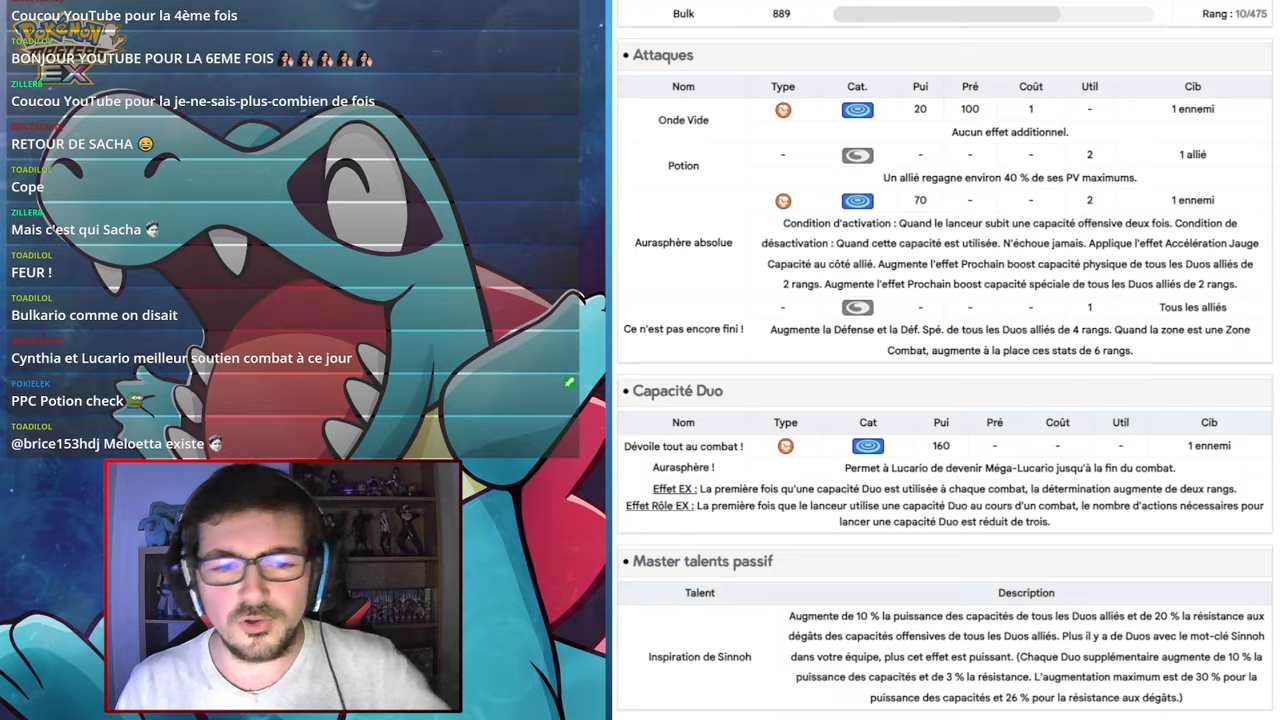 Coucou YouTube pour la 4ème fois
POKÉMON
MASTERS
EX
TOADILOL
BONJOUR YOUTUBE POUR LA 6EME FOIS
ZILLER8
Coucou YouTube pour la je-ne-sais-plus-combien de fois
RETOUR DE SACHA
TOADILOL
Cope
ZILLER8
Mais c'est qui Sacha
TOADILOL
FEUR !
TOADILOL
Bulkario comme on disait
Cynthia et Lucario meilleur soutien combat à ce jour
POKIELEK
PPC Potion check
TOADILOL
@brice153hdj Meloetta existe
Bulk 889 Rang : 10/475
• Attaques
Nom Type Cat. Pui Pré Coût Util Cib
Onde Vide 20 100 1 - 1 ennemi
Aucun effet additionnel.
Potion - - - - 2 1 allié
Un allié regagne environ 40 % de ses PV maximums.
70 - - 2 1 ennemi
Aurasphère absolue
Condition d'activation : Quand le lanceur subit une capacité offensive deux fois. Condition de
désactivation : Quand cette capacité est utilisée. N'échoue jamais. Applique l'effet Accélération Jauge
Capacité au côté allié. Augmente l'effet Prochain boost capacité physique de tous les Duos alliés de
2 rangs. Augmente l'effet Prochain boost capacité spéciale de tous les Duos alliés de 2 rangs.
- - - - 1 Tous les alliés
Ce n'est pas encore fini ! Augmente la Défense et la Déf. Spé. de tous les Duos alliés de 4 rangs. Quand la zone est une Zone
Combat, augmente à la place ces stats de 6 rangs.
• Capacité Duo
Nom Type Cat Pui Pré Coût Util Cib
Dévoile tout au combat ! 160 - - - 1 ennemi
Aurasphère ! Permet à Lucario de devenir Méga-Lucario jusqu'à la fin du combat.
Effet EX : La première fois qu'une capacité Duo est utilisée à chaque combat, la détermination augmente de deux rangs.
Effet Rôle EX : La première fois que le lanceur utilise une capacité Duo au cours d'un combat, le nombre d'actions nécessaires pour
lancer une capacité Duo est réduit de trois.
• Master talents passif
Talent Description
Inspiration de Sinnoh
Augmente de 10 % la puissance des capacités de tous les Duos alliés et de 20 % la résistance aux
dégâts des capacités offensives de tous les Duos alliés. Plus il y a de Duos avec le mot-clé Sinnoh
dans votre équipe, plus cet effet est puissant. (Chaque Duo supplémentaire augmente de 10 % la
puissance des capacités et de 3 % la résistance. L'augmentation maximum est de 30 % pour la
puissance des capacités et 26 % pour la résistance aux dégâts.)